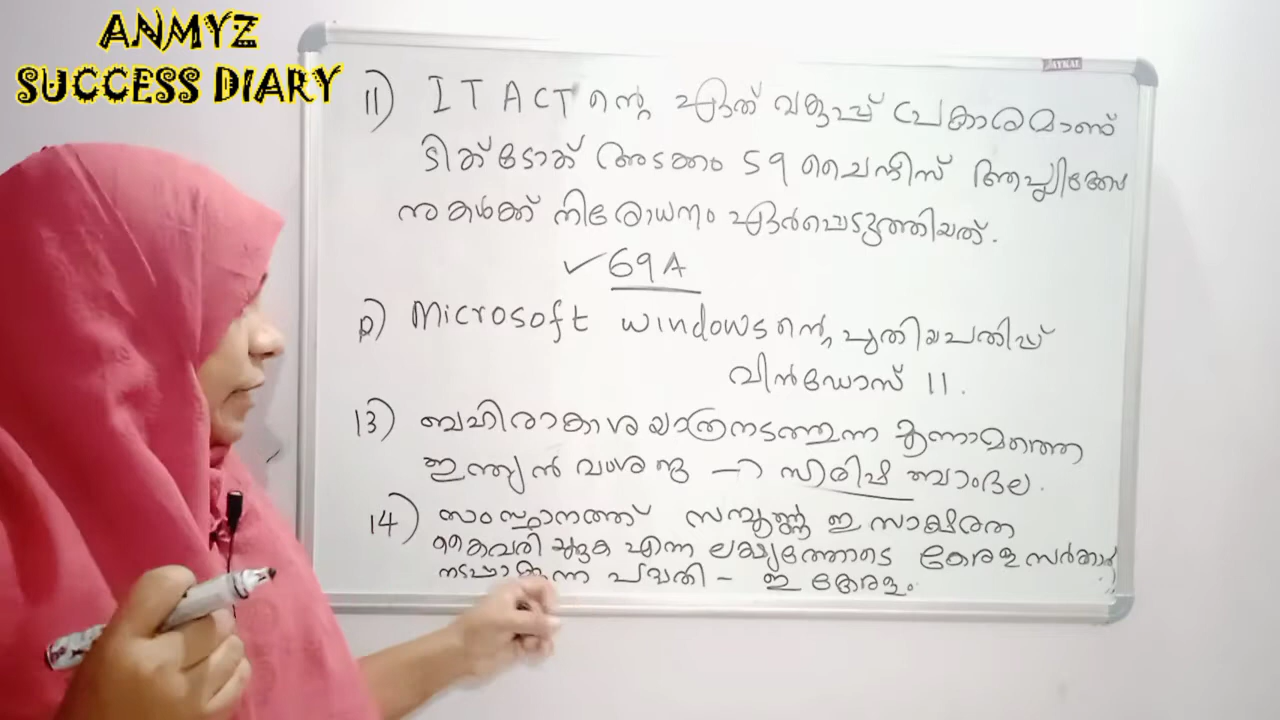 ANMYZ
SUCCESS DIARY
JAYKAL
11) IT ACT ന്റെ ഏത് വകുപ്പ് പ്രകാരമാണ്
ടിക് ടോക് അടക്കം 59 ചൈനീസ് ആപ്ലിക്കേഷ
നുകൾക്ക് നിരോധനം ഏർപ്പെടുത്തിയത്.
✓ 69A
Microsoft windows ന്റെ പുതിയ പതിപ്പ്
വിൻഡോസ് 11.
13) ബഹിരാകാശ യാത്ര നടത്തുന്ന മൂന്നാമത്തെ
ഇന്ത്യൻ വംശജ → സിരിഷ ബാംദല.
14) സംസ്ഥാനത്ത് സമ്പൂർണ്ണ ഇ സാക്ഷരത
കൈവരിക്കുക എന്ന ലക്ഷ്യത്തോടെ കേരള സർക്കാർ
നടപ്പാക്കുന്ന പദ്ധതി - ഇ കേരളം.